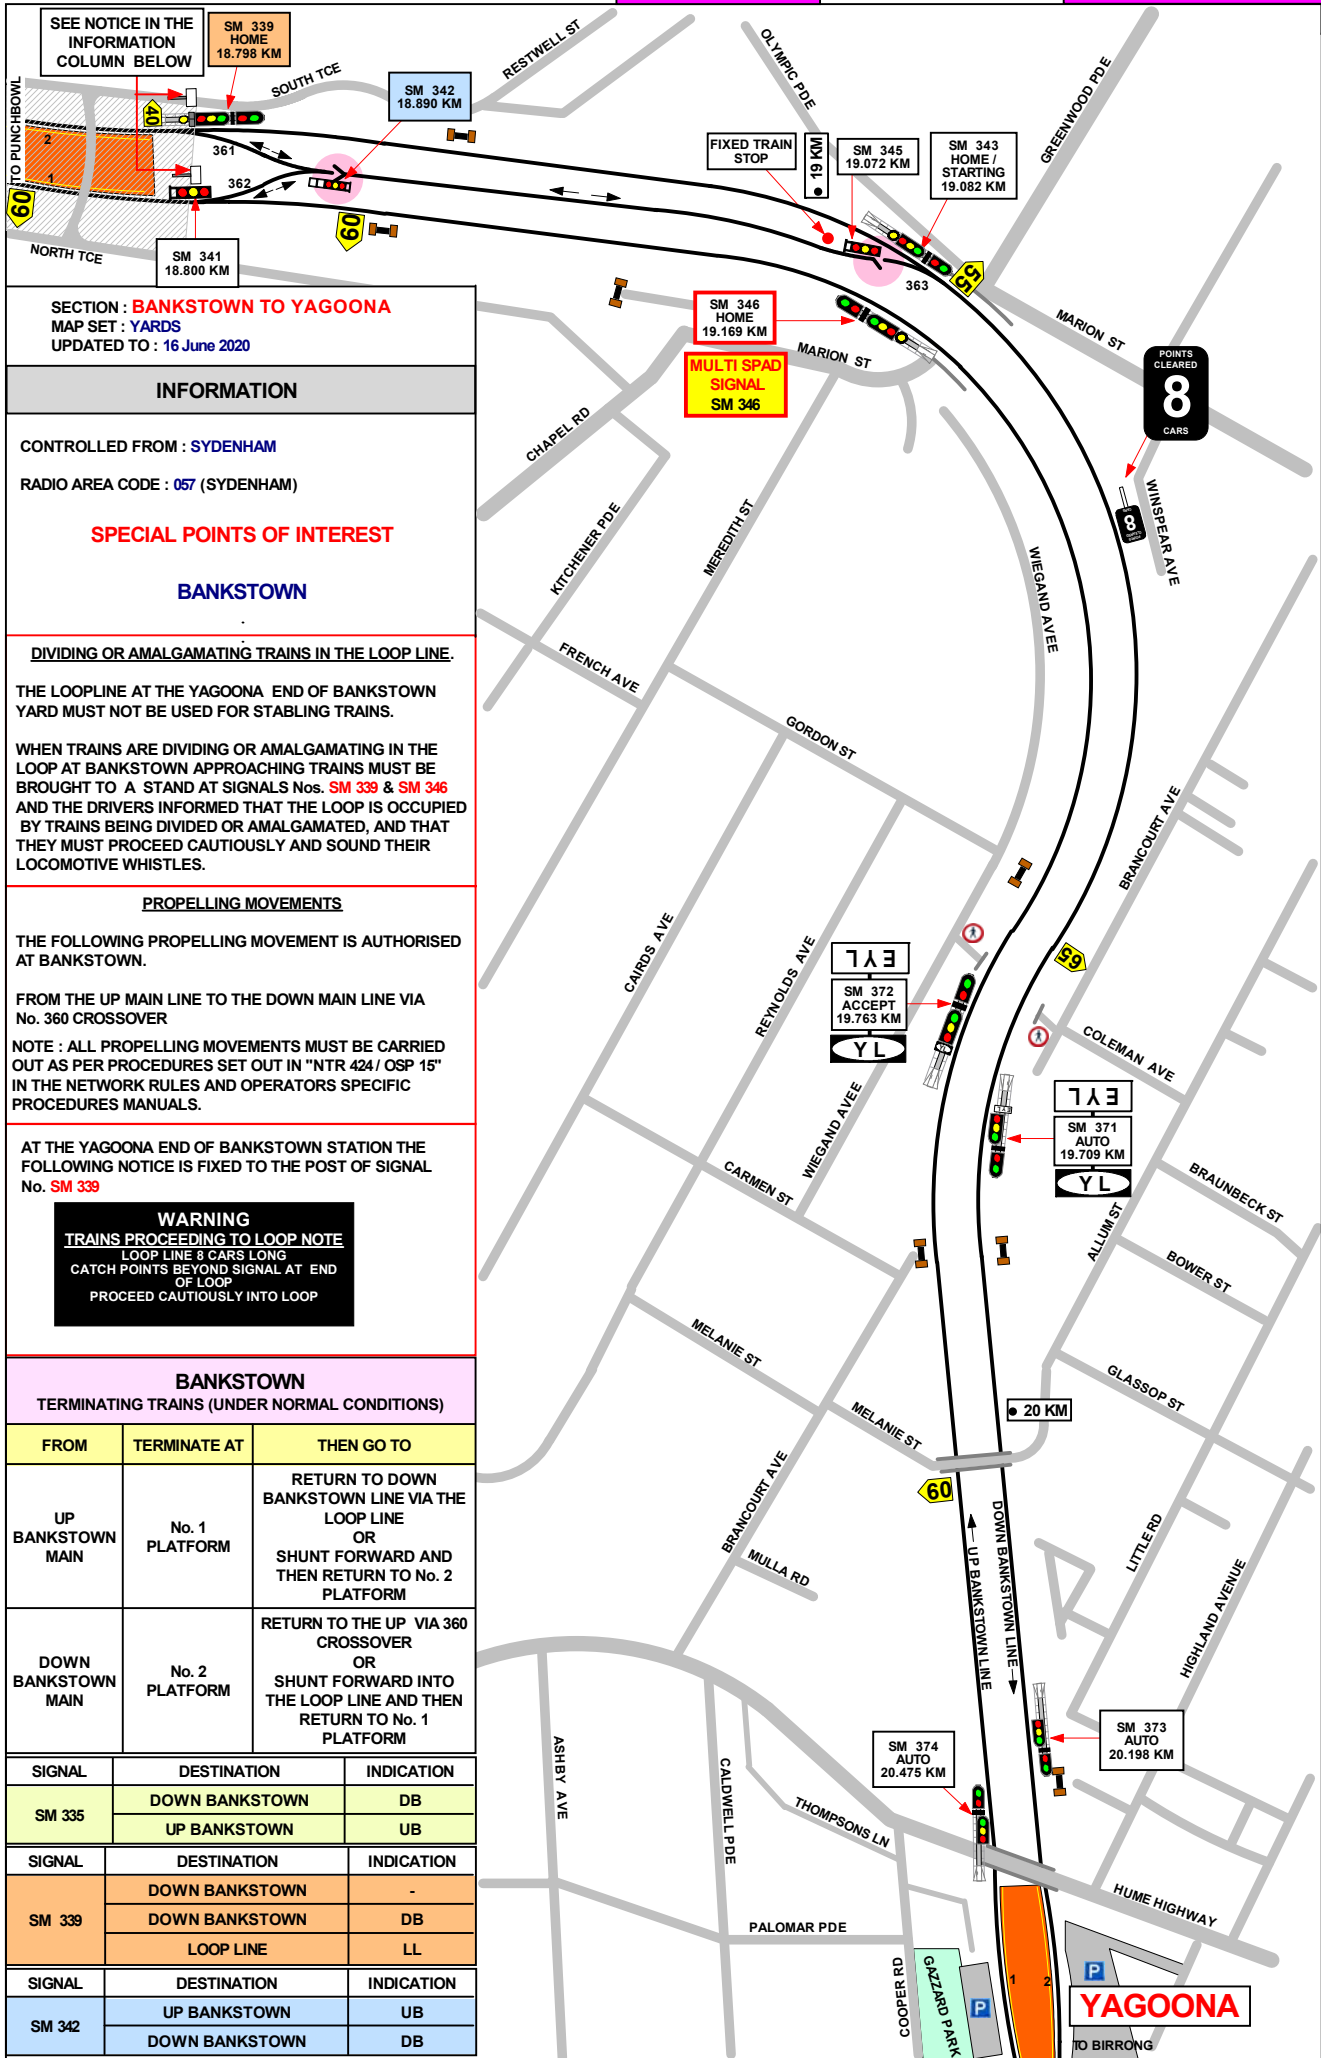 SEE NOTICE IN THE
INFORMATION
COLUMN BELOW
SM 339
HOME
18.798 KM
SOUTH TCE
RESTWELL ST
SM 342
18.890 KM
OLYMPIC PDE
GREENWOOD PDE
TO PUNCHBOWL
40
2
1
361
362
60
60
NORTH TCE
SM 341
18.800 KM
FIXED TRAIN
STOP
19 KM
SM 345
19.072 KM
SM 343
HOME /
STARTING
19.082 KM
55
363
SM 346
HOME
19.169 KM
MULTI SPAD
SIGNAL
SM 346
MARION ST
MARION ST
POINTS
CLEARED
8
CARS
8
WINSPEAR AVE
CHAPEL RD
KITCHENER PDE
MEREDITH ST
WIEGAND AVEE
FRENCH AVE
GORDON ST
BRANCOURT AVE
CAIRDS AVE
REYNOLDS AVE
EYL
SM 372
ACCEPT
19.763 KM
Y L
65
COLEMAN AVE
EYL
SM 371
AUTO
19.709 KM
Y L
WIEGAND AVEE
CARMEN ST
BRAUNBECK ST
ALLUM ST
BOWER ST
MELANIE ST
GLASSOP ST
20 KM
MELANIE ST
60
BRANCOURT AVE
MULLA RD
UP BANKSTOWN LINE
DOWN BANKSTOWN LINE
LITTLE RD
HIGHLAND AVENUE
ASHBY AVE
CALDWELL PDE
THOMPSONS LN
SM 374
AUTO
20.475 KM
SM 373
AUTO
20.198 KM
HUME HIGHWAY
PALOMAR PDE
COOPER RD
GAZZARD PARK
P
1
2
P
YAGOONA
TO BIRRONG
SECTION : BANKSTOWN TO YAGOONA
MAP SET : YARDS
UPDATED TO : 16 June 2020
INFORMATION
CONTROLLED FROM : SYDENHAM
RADIO AREA CODE : 057 (SYDENHAM)
SPECIAL POINTS OF INTEREST
BANKSTOWN
.
.
DIVIDING OR AMALGAMATING TRAINS IN THE LOOP LINE.
THE LOOPLINE AT THE YAGOONA END OF BANKSTOWN
YARD MUST NOT BE USED FOR STABLING TRAINS.
WHEN TRAINS ARE DIVIDING OR AMALGAMATING IN THE
LOOP AT BANKSTOWN APPROACHING TRAINS MUST BE
BROUGHT TO A STAND AT SIGNALS Nos. SM 339 & SM 346
AND THE DRIVERS INFORMED THAT THE LOOP IS OCCUPIED
BY TRAINS BEING DIVIDED OR AMALGAMATED, AND THAT
THEY MUST PROCEED CAUTIOUSLY AND SOUND THEIR
LOCOMOTIVE WHISTLES.
PROPELLING MOVEMENTS
THE FOLLOWING PROPELLING MOVEMENT IS AUTHORISED
AT BANKSTOWN.
FROM THE UP MAIN LINE TO THE DOWN MAIN LINE VIA
No. 360 CROSSOVER
NOTE : ALL PROPELLING MOVEMENTS MUST BE CARRIED
OUT AS PER PROCEDURES SET OUT IN "NTR 424 / OSP 15"
IN THE NETWORK RULES AND OPERATORS SPECIFIC
PROCEDURES MANUALS.
AT THE YAGOONA END OF BANKSTOWN STATION THE
FOLLOWING NOTICE IS FIXED TO THE POST OF SIGNAL
No. SM 339
WARNING
TRAINS PROCEEDING TO LOOP NOTE
LOOP LINE 8 CARS LONG
CATCH POINTS BEYOND SIGNAL AT END
OF LOOP
PROCEED CAUTIOUSLY INTO LOOP
BANKSTOWN
TERMINATING TRAINS (UNDER NORMAL CONDITIONS)
FROM TERMINATE AT THEN GO TO
UP
BANKSTOWN
MAIN
No. 1
PLATFORM
RETURN TO DOWN
BANKSTOWN LINE VIA THE
LOOP LINE
OR
SHUNT FORWARD AND
THEN RETURN TO No. 2
PLATFORM
DOWN
BANKSTOWN
MAIN
No. 2
PLATFORM
RETURN TO THE UP VIA 360
CROSSOVER
OR
SHUNT FORWARD INTO
THE LOOP LINE AND THEN
RETURN TO No. 1
PLATFORM
SIGNAL DESTINATION INDICATION
SM 335
DOWN BANKSTOWN DB
UP BANKSTOWN UB
SIGNAL DESTINATION INDICATION
SM 339
DOWN BANKSTOWN -
DOWN BANKSTOWN DB
LOOP LINE LL
SIGNAL DESTINATION INDICATION
SM 342
UP BANKSTOWN UB
DOWN BANKSTOWN DB